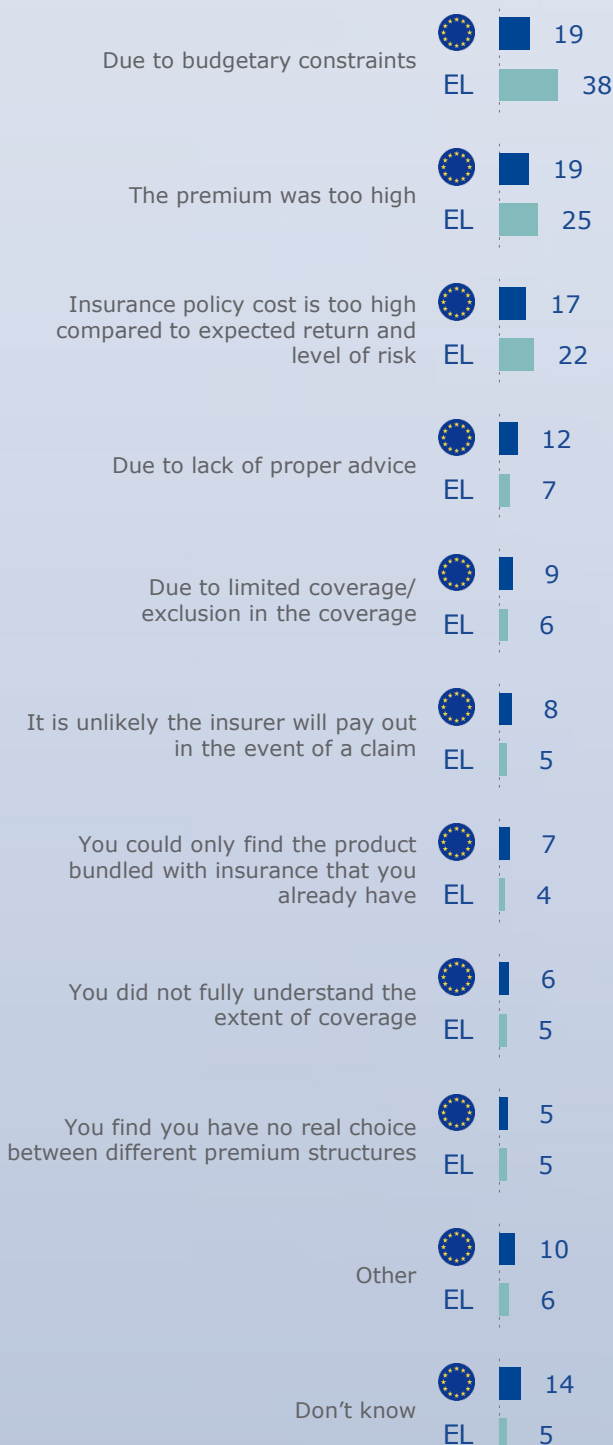 19
Due to budgetary constraints
EL 38
19
The premium was too high
EL 25
Insurance policy cost is too high
17
compared to expected return and
level of risk
EL 22
12
Due to lack of proper advice
EL 7
9
Due to limited coverage/
exclusion in the coverage
EL 6
8
It is unlikely the insurer will pay out
in the event of a claim
EL 5
You could only find the product
7
bundled with insurance that you
already have
EL 4
6
You did not fully understand the
extent of coverage
EL 5
5
You find you have no real choice
between different premium structures
EL 5
10
Other
EL 6
14
Don't know
EL 5